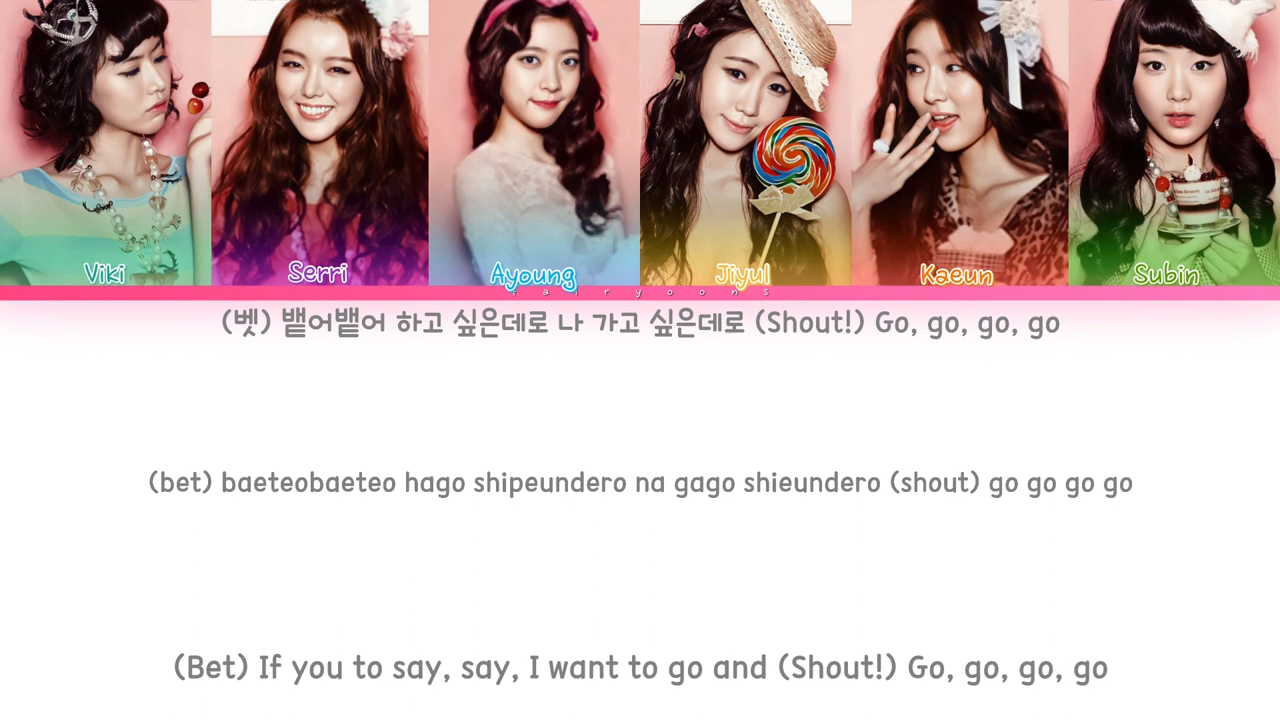 Viki
Serri
Ayoung
Jiyul
Kaeun
Subin
fairyoons
(벳) 뱉어뱉어 하고 싶은데로 나 가고 싶은데로 (Shout!) Go, go, go, go
(bet) baeteobaeteo hago shipeundero na gago shieundero (shout) go go go go
(Bet) If you to say, say, I want to go and (Shout!) Go, go, go, go